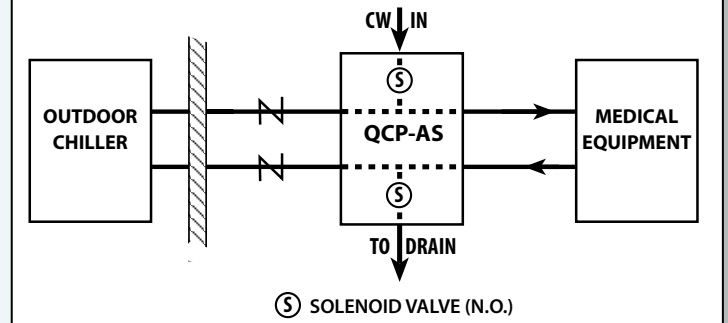 CW IN
S
OUTDOOR
CHILLER
QCP-AS
MEDICAL
EQUIPMENT
S
TO DRAIN
S SOLENOID VALVE (N.O.)